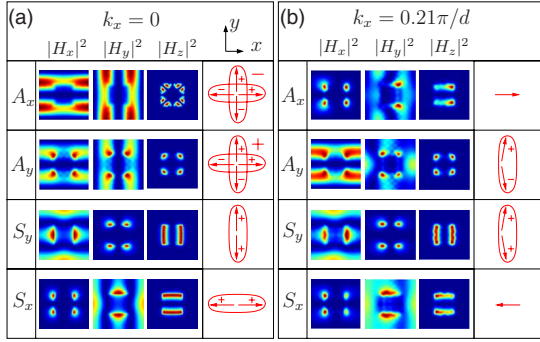 (a) k_x = 0
|H_x|^2 |H_y|^2 |H_z|^2 y x
A_x − + − +
A_y + + − + −
S_y + +
S_x + +
(b) k_x = 0.21π/d
|H_x|^2 |H_y|^2 |H_z|^2
A_x
A_y + −
S_y + +
S_x